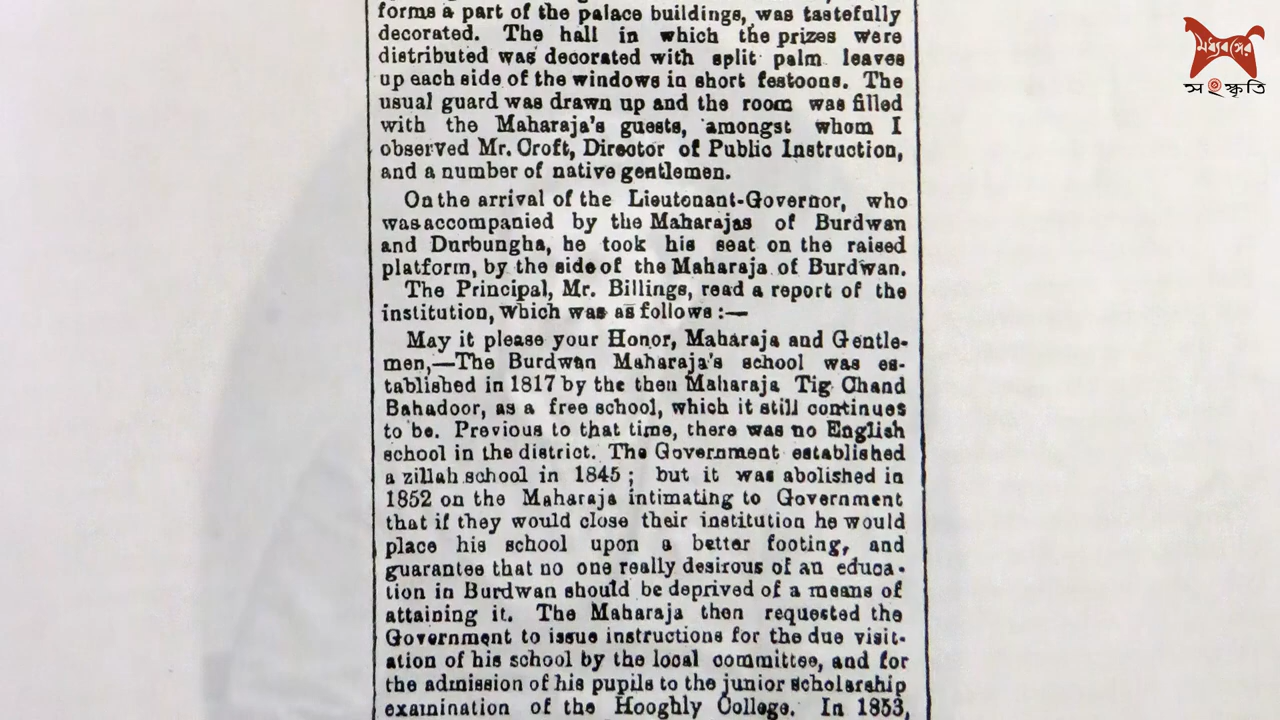 forms a part of the palace buildings, was tastefully
decorated. The hall in which the prizes were
distributed was decorated with split palm leaves
up each side of the windows in short festoons. The
usual guard was drawn up and the room was filled
with the Maharaja's guests, amongst whom I
observed Mr. Croft, Director of Public Instruction,
and a number of native gentlemen.
On the arrival of the Lieutenant-Governor, who
was accompanied by the Maharajas of Burdwan
and Durbungha, he took his seat on the raised
platform, by the side of the Maharaja of Burdwan.
The Principal, Mr. Billings, read a report of the
institution, which was as follows :—
May it please your Honor, Maharaja and Gentle-
men,—The Burdwan Maharaja's school was es-
tablished in 1817 by the then Maharaja Tig Chand
Bahadoor, as a free school, which it still continues
to be. Previous to that time, there was no English
school in the district. The Government established
a zillah school in 1845 ; but it was abolished in
1852 on the Maharaja intimating to Government
that if they would close their institution he would
place his school upon a better footing, and
guarantee that no one really desirous of an educa-
tion in Burdwan should be deprived of a means of
attaining it. The Maharaja then requested the
Government to issue instructions for the due visit-
ation of his school by the local committee, and for
the admission of his pupils to the junior scholarship
examination of the Hooghly College. In 1853,
মধ্যবঙ্গের
সংস্কৃতি